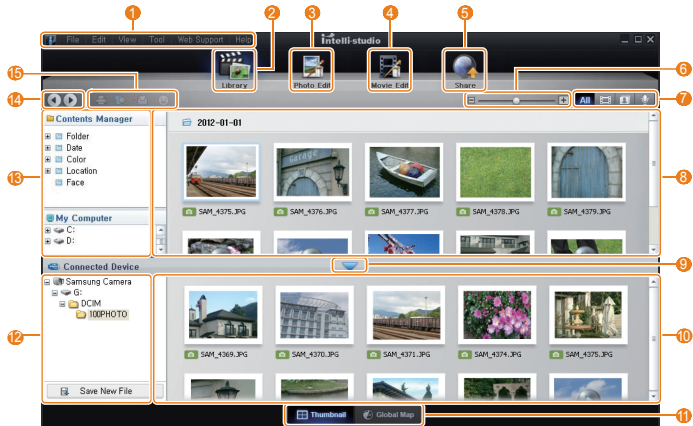 1
2
3
4
5
File Edit View Tool Web Support Help
intelli-studio
6
Library
Photo Edit
Movie Edit
Share
15
14
All
7
Contents Manager
2012-01-01
Folder
Date
Color
Location
Face
13
8
SAM_4375.JPG
SAM_4376.JPG
SAM_4377.JPG
SAM_4378.JPG
SAM_4379.JPG
My Computer
C:
D:
Connected Device
9
Samsung Camera
G:
DCIM
100PHOTO
12
10
SAM_4369.JPG
SAM_4370.JPG
SAM_4371.JPG
SAM_4374.JPG
SAM_4375.JPG
Save New File
Thumbnail
Global Map
11